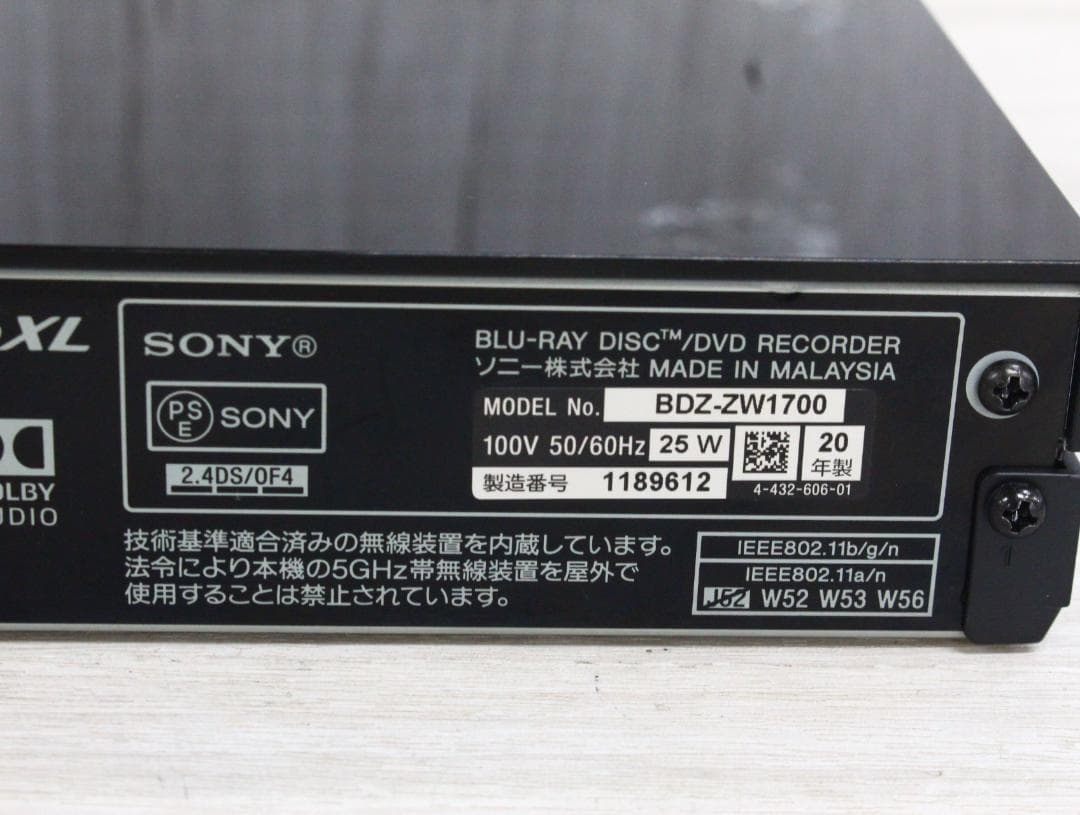 XL
SONY®
BLU-RAY DISC™/DVD RECORDER
ソニー株式会社 MADE IN MALAYSIA
PSE SONY
MODEL No. BDZ-ZW1700
100V 50/60Hz 25 W
20
年製
2.4DS/OF4
製造番号 1189612
4-432-606-01
技術基準適合済みの無線装置を内蔵しています。
法令により本機の5GHz帯無線装置を屋外で
使用することは禁止されています。
IEEE802.11b/g/n
IEEE802.11a/n
J52 W52 W53 W56
OLBY
UDIO
1